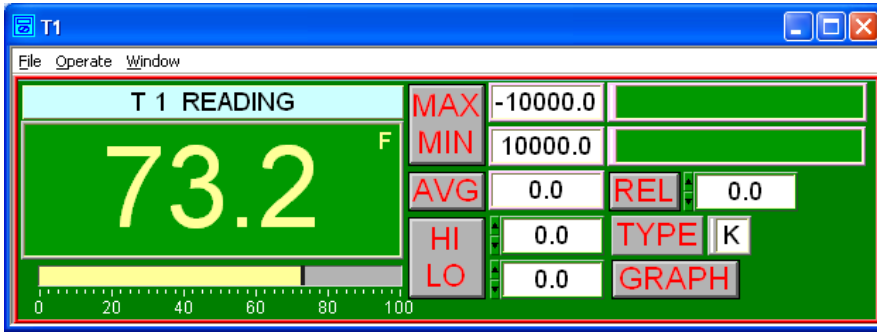 T1
File Operate Window
T 1 READING
73.2 F
0 20 40 60 80 100
MAX -10000.0
MIN 10000.0
AVG 0.0 REL 0.0
HI 0.0 TYPE K
LO 0.0 GRAPH